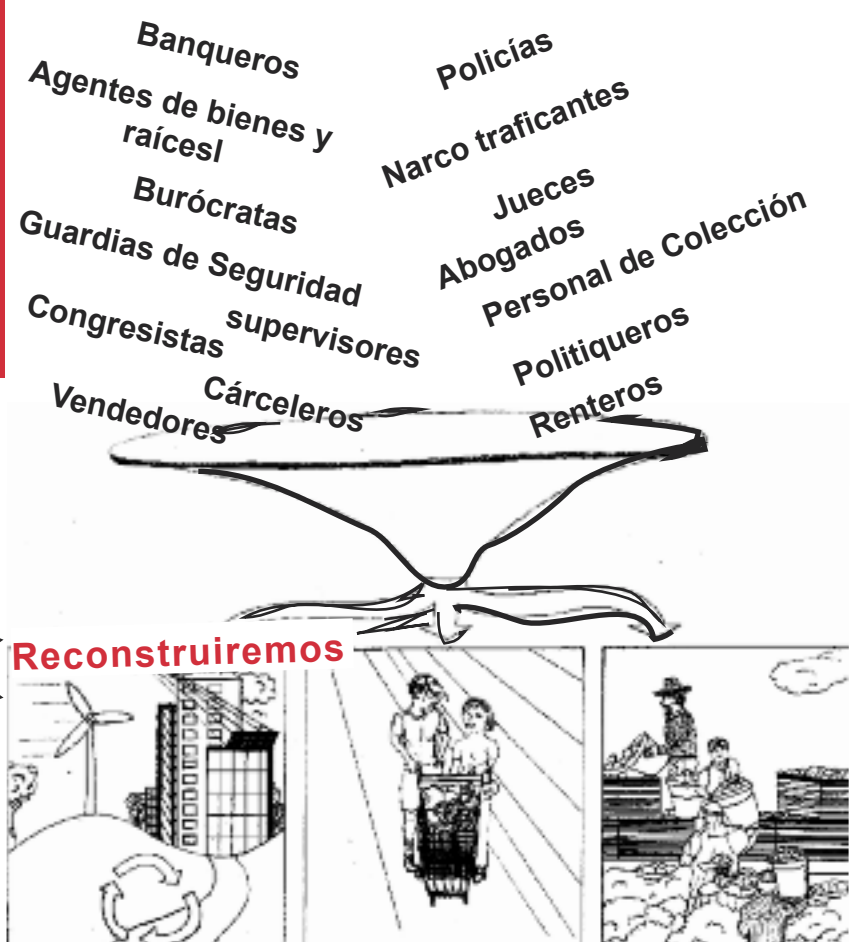 Banqueros
Agentes de bienes y
raícesl
Burócratas
Guardias de Seguridad
Congresistas
supervisores
Vendedores
Cárceleros
Policías
Narco traficantes
Jueces
Abogados
Personal de Colección
Politiqueros
Renteros
Reconstruiremos